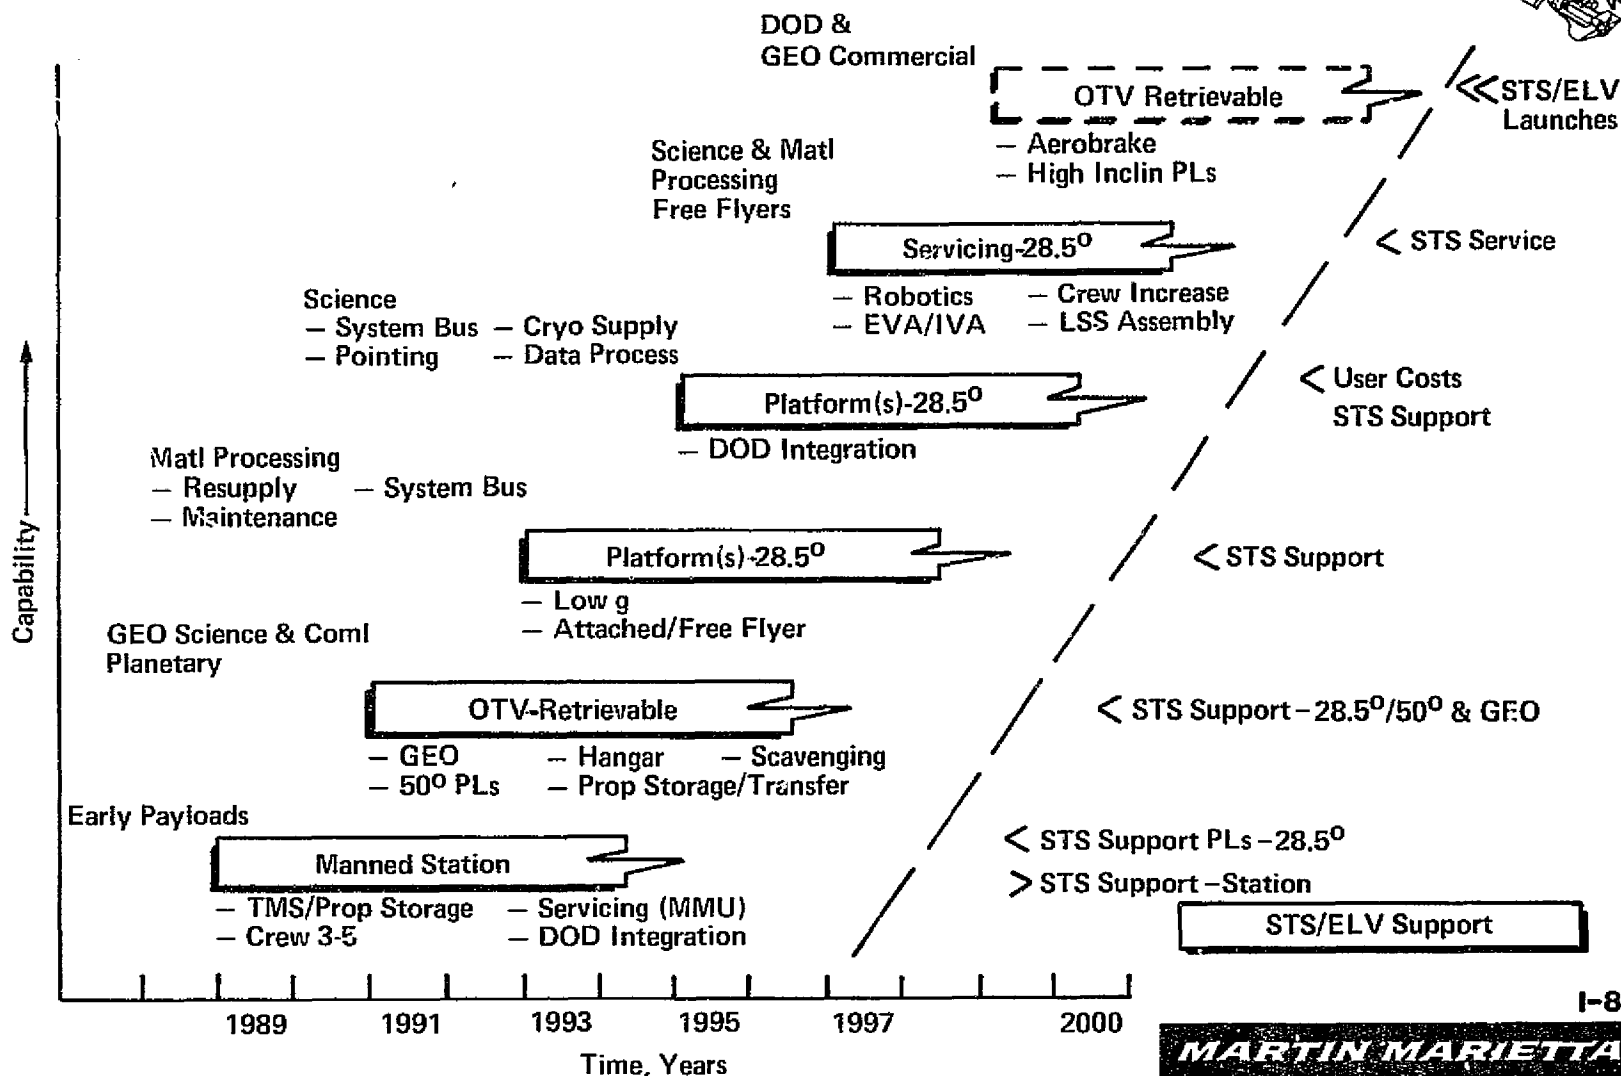 DOD &
GEO Commercial
OTV Retrievable
<<STS/ELV
Launches
— Aerobrake
— High Inclin PLs
Science & Matl
Processing
Free Flyers
Servicing-28.5⁰
< STS Service
— Robotics — Crew Increase
— EVA/IVA — LSS Assembly
Science
— System Bus — Cryo Supply
— Pointing — Data Process
Platform(s)-28.5⁰
< User Costs
STS Support
— DOD Integration
Matl Processing
— Resupply — System Bus
— Maintenance
Platform(s)-28.5⁰
< STS Support
— Low g
— Attached/Free Flyer
GEO Science & Coml
Planetary
OTV-Retrievable
< STS Support – 28.5⁰/50⁰ & GEO
— GEO — Hangar — Scavenging
— 50⁰ PLs — Prop Storage/Transfer
Early Payloads
Manned Station
< STS Support PLs – 28.5⁰
> STS Support – Station
— TMS/Prop Storage — Servicing (MMU)
— Crew 3-5 — DOD Integration
STS/ELV Support
Capability
1989 1991 1993 1995 1997 2000
Time, Years
I-8
MARTIN MARIETTA